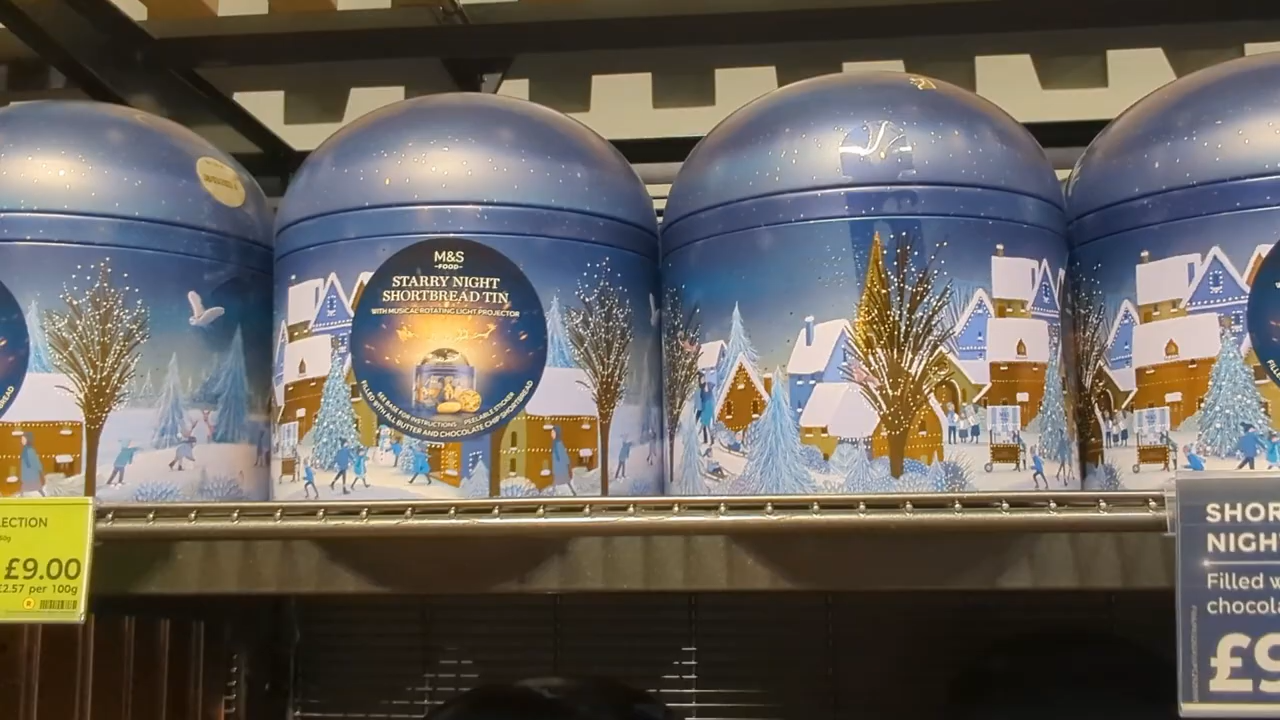 M&S
FOOD
STARRY NIGHT
SHORTBREAD TIN
WITH MUSICAL ROTATING LIGHT PROJECTOR
SEE BASE FOR INSTRUCTIONS PEELABLE STICKER
FILLED WITH ALL BUTTER AND CHOCOLATE CHIP SHORTBREAD
LECTION
£9.00
£2.57 per 100g
SHOR
NIGH
Filled w
chocola
£9